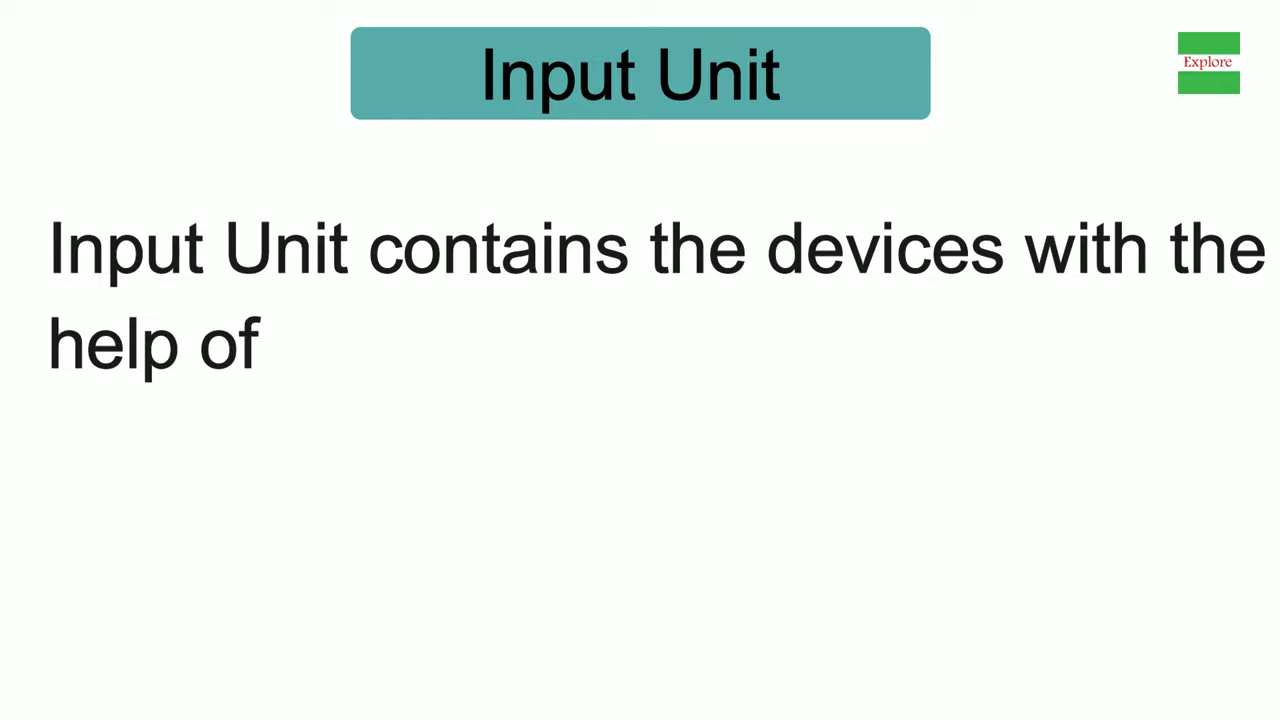 Input Unit
Explore
Input Unit contains the devices with the
help of